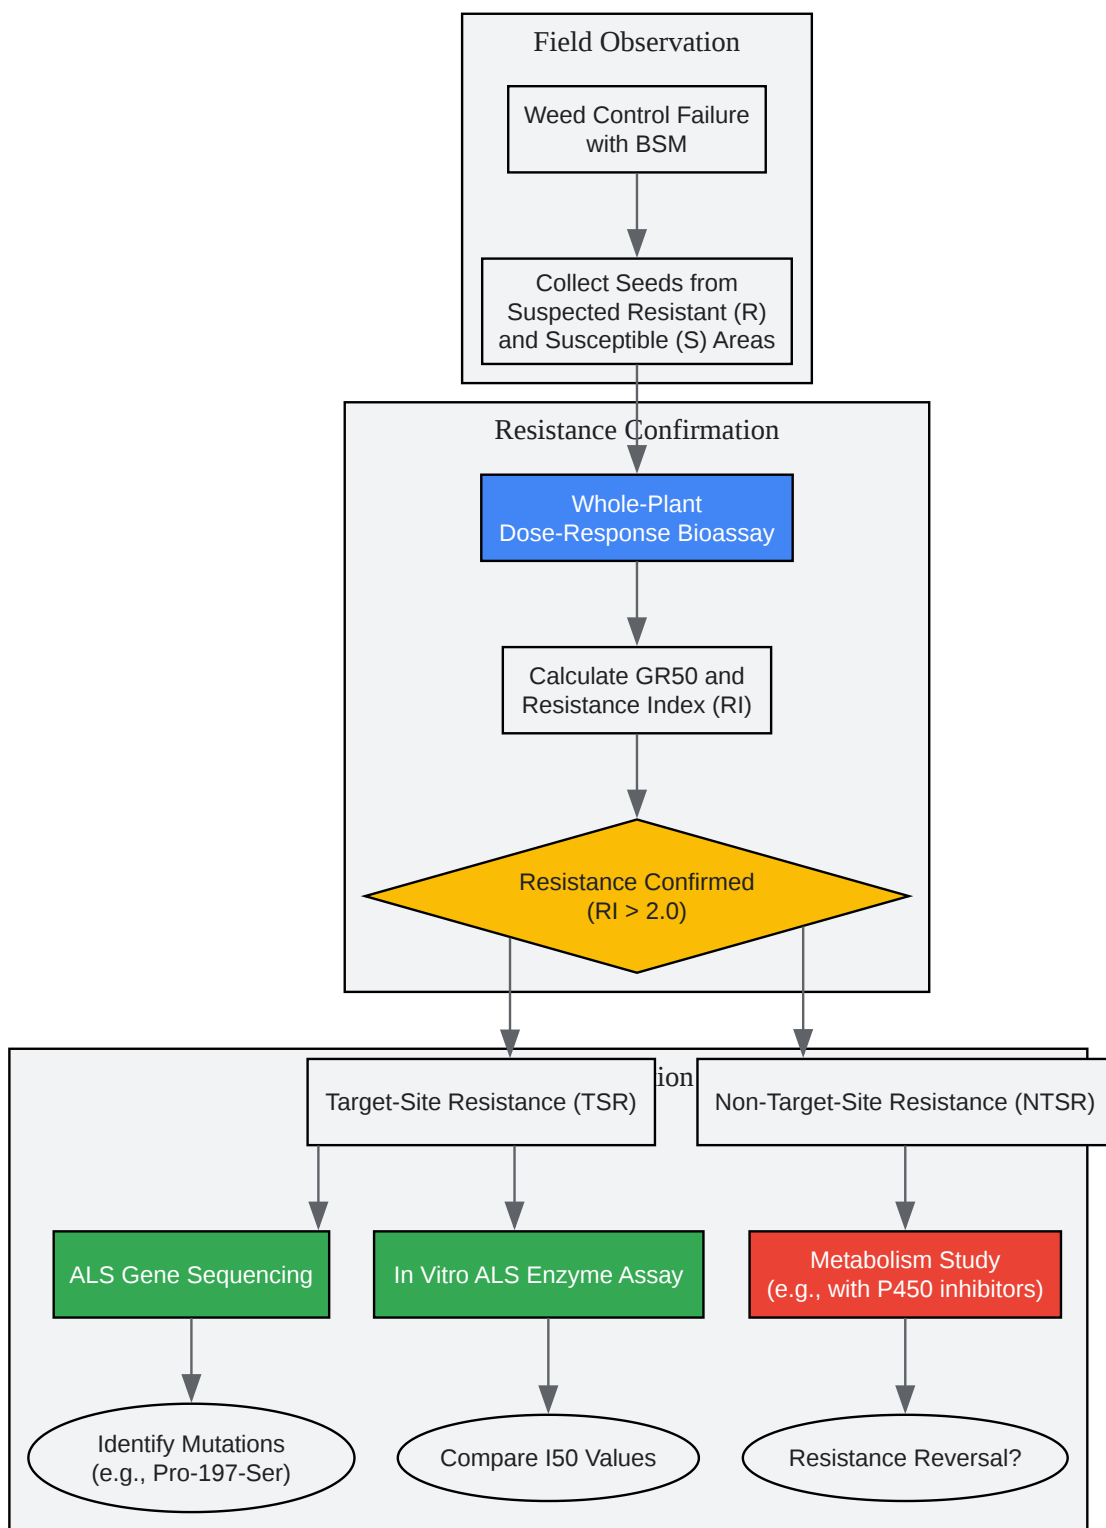 Field Observation
Weed Control Failure
with BSM
Collect Seeds from
Suspected Resistant (R)
and Susceptible (S) Areas
Resistance Confirmation
Whole-Plant
Dose-Response Bioassay
Calculate GR50 and
Resistance Index (RI)
Resistance Confirmed
(RI > 2.0)
Target-Site Resistance (TSR)
Non-Target-Site Resistance (NTSR)
ALS Gene Sequencing
In Vitro ALS Enzyme Assay
Metabolism Study
(e.g., with P450 inhibitors)
Identify Mutations
(e.g., Pro-197-Ser)
Compare I50 Values
Resistance Reversal?